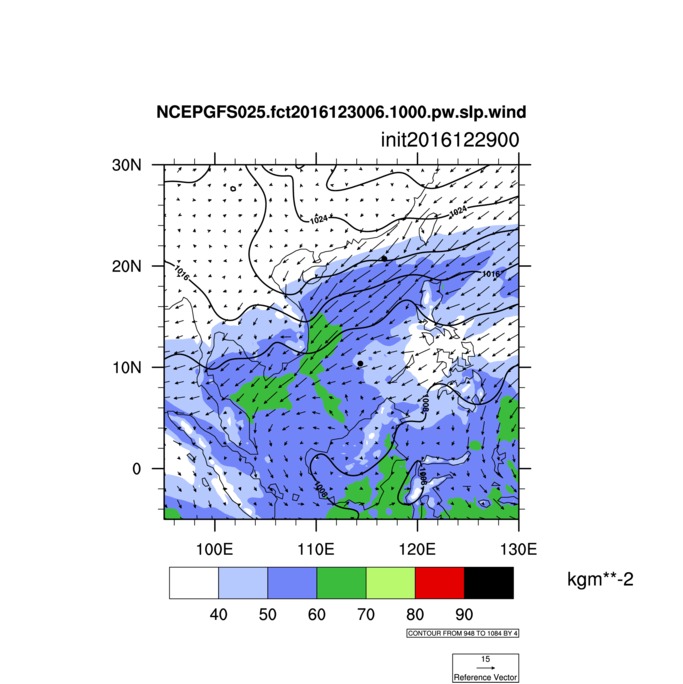 NCEPGFS025.fct2016123006.1000.pw.slp.wind
init2016122900
30N
20N
10N
0
1024
1024
1016
1016
1008
1008
1008
100E 110E 120E 130E
kgm**-2
40 50 60 70 80 90
CONTOUR FROM 948 TO 1084 BY 4
15
Reference Vector